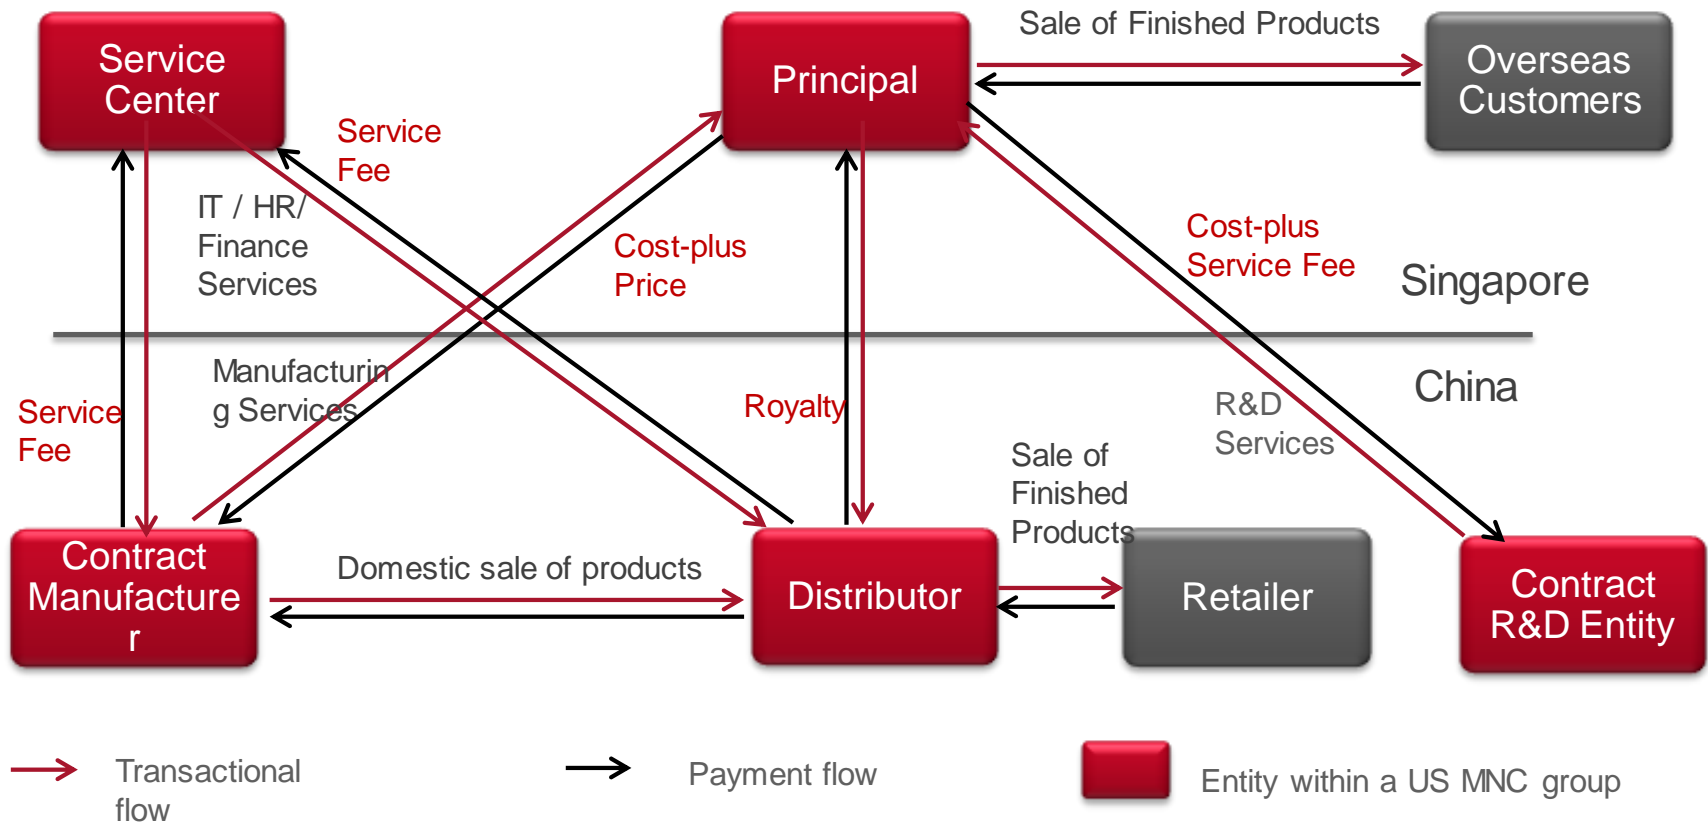 Service
Center
Principal
Sale of Finished Products
Overseas
Customers
Service
Fee
IT / HR/
Finance
Services
Cost-plus
Price
Cost-plus
Service Fee
Singapore
China
Manufacturin
g Services
Service
Fee
Royalty
R&D
Services
Sale of
Finished
Products
Contract
Manufacture
r
Domestic sale of products
Distributor
Retailer
Contract
R&D Entity
Transactional
flow
Payment flow
Entity within a US MNC group